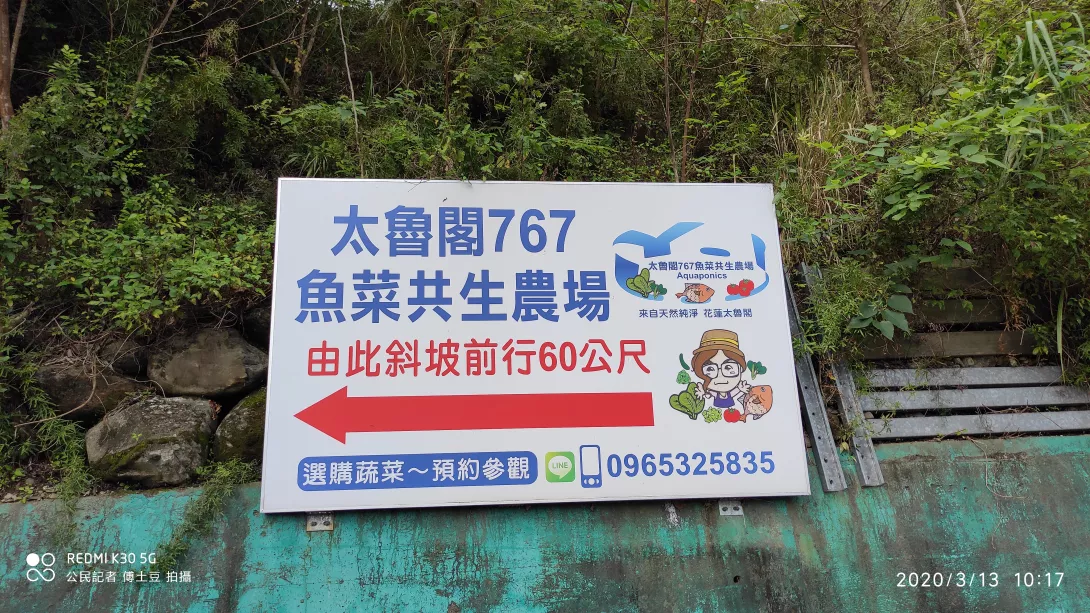 太魯閣767
魚菜共生農場
太魯閣767魚菜共生農場
Aquaponics
來自天然純淨 花蓮太魯閣
由此斜坡前行60公尺
選購蔬菜～預約參觀
LINE
0965325835
REDMI K30 5G
公民記者 傅土豆 拍攝
2020/3/13 10:17